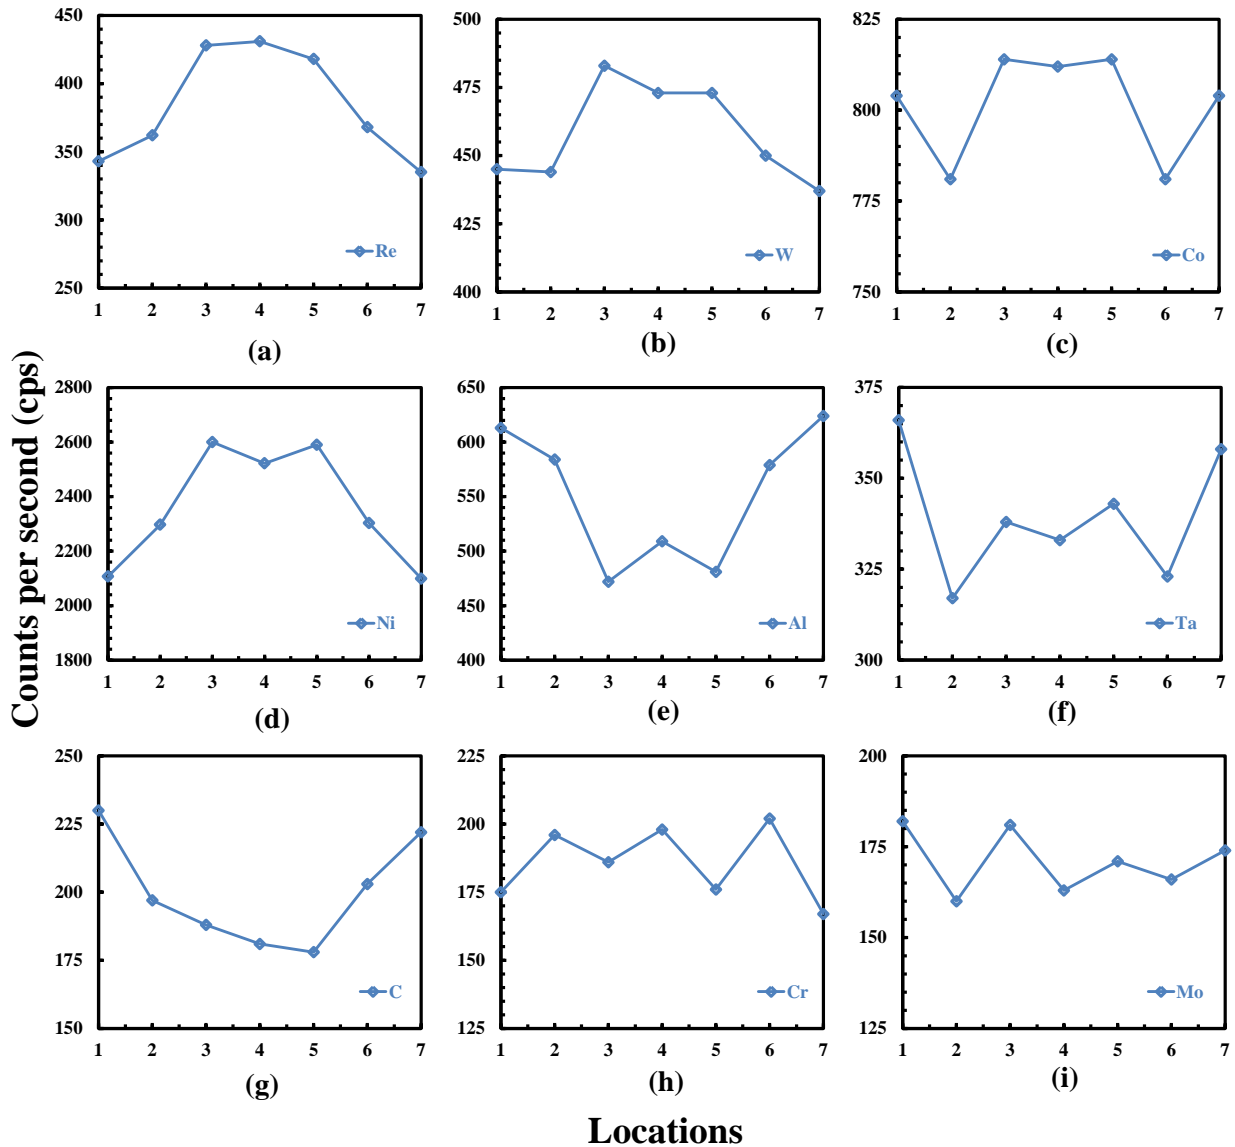 450
400
350
300
250
1 2 3 4 5 6 7
Re
(a)
500
475
450
425
400
1 2 3 4 5 6 7
W
(b)
825
800
775
750
1 2 3 4 5 6 7
Co
(c)
Counts per second (cps)
2800
2600
2400
2200
2000
1800
1 2 3 4 5 6 7
Ni
(d)
650
600
550
500
450
400
1 2 3 4 5 6 7
Al
(e)
375
350
325
300
1 2 3 4 5 6 7
Ta
(f)
250
225
200
175
150
1 2 3 4 5 6 7
C
(g)
225
200
175
150
125
1 2 3 4 5 6 7
Cr
(h)
200
175
150
125
1 2 3 4 5 6 7
Mo
(i)
Locations